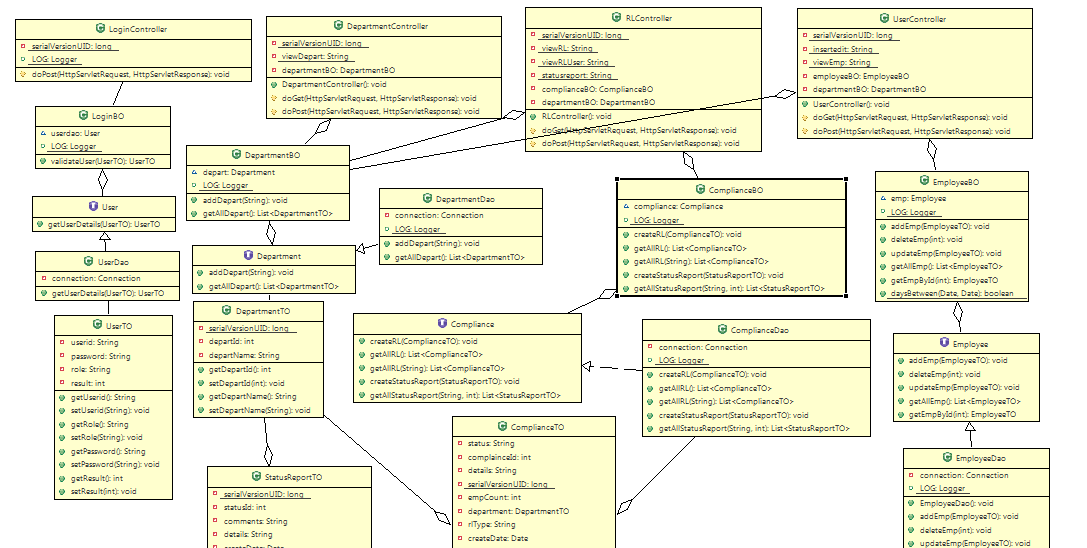 LoginController
serialVersionUID: long
LOG: Logger
doPost(HttpServletRequest, HttpServletResponse): void
DepartmentController
serialVersionUID: long
viewDepart: String
departmentBO: DepartmentBO
DepartmentController(): void
doGet(HttpServletRequest, HttpServletResponse): void
doPost(HttpServletRequest, HttpServletResponse): void
RLController
serialVersionUID: long
viewRL: String
viewRLUser: String
statusreport: String
complianceBO: ComplianceBO
departmentBO: DepartmentBO
RLController(): void
doGet(HttpServletRequest, HttpServletResponse): void
doPost(HttpServletRequest, HttpServletResponse): void
UserController
serialVersionUID: long
insertedit: String
viewEmp: String
employeeBO: EmployeeBO
departmentBO: DepartmentBO
UserController(): void
doGet(HttpServletRequest, HttpServletResponse): void
doPost(HttpServletRequest, HttpServletResponse): void
LoginBO
userdao: User
LOG: Logger
validateUser(UserTO): UserTO
DepartmentBO
depart: Department
LOG: Logger
addDepart(String): void
getAllDepart(): List<DepartmentTO>
User
getUserDetails(UserTO): UserTO
DepartmentDao
connection: Connection
LOG: Logger
addDepart(String): void
getAllDepart(): List<DepartmentTO>
ComplianceBO
compliance: Compliance
LOG: Logger
createRL(ComplianceTO): void
getAllRL(): List<ComplianceTO>
getAllRL(String): List<ComplianceTO>
createStatusReport(StatusReportTO): void
getAllStatusReport(String, int): List<StatusReportTO>
EmployeeBO
emp: Employee
LOG: Logger
addEmp(EmployeeTO): void
deleteEmp(int): void
updateEmp(EmployeeTO): void
getAllEmp(): List<EmployeeTO>
getEmpById(int): EmployeeTO
daysBetween(Date, Date): boolean
UserDao
connection: Connection
getUserDetails(UserTO): UserTO
Department
addDepart(String): void
getAllDepart(): List<DepartmentTO>
UserTO
userid: String
password: String
role: String
result: int
getUserid(): String
setUserid(String): void
getRole(): String
setRole(String): void
getPassword(): String
setPassword(String): void
getResult(): int
setResult(int): void
DepartmentTO
serialVersionUID: long
departId: int
departName: String
getDepartId(): int
setDepartId(int): void
getDepartName(): String
setDepartName(String): void
Compliance
createRL(ComplianceTO): void
getAllRL(): List<ComplianceTO>
getAllRL(String): List<ComplianceTO>
createStatusReport(StatusReportTO): void
getAllStatusReport(String, int): List<StatusReportTO>
ComplianceDao
connection: Connection
LOG: Logger
createRL(ComplianceTO): void
getAllRL(): List<ComplianceTO>
getAllRL(String): List<ComplianceTO>
createStatusReport(StatusReportTO): void
getAllStatusReport(String, int): List<StatusReportTO>
Employee
addEmp(EmployeeTO): void
deleteEmp(int): void
updateEmp(EmployeeTO): void
getAllEmp(): List<EmployeeTO>
getEmpById(int): EmployeeTO
StatusReportTO
serialVersionUID: long
statusId: int
comments: String
details: String
createDate: Date
ComplianceTO
status: String
complainceId: int
details: String
serialVersionUID: long
empCount: int
department: DepartmentTO
rlType: String
createDate: Date
EmployeeDao
connection: Connection
LOG: Logger
EmployeeDao(): void
addEmp(EmployeeTO): void
deleteEmp(int): void
updateEmp(EmployeeTO): void